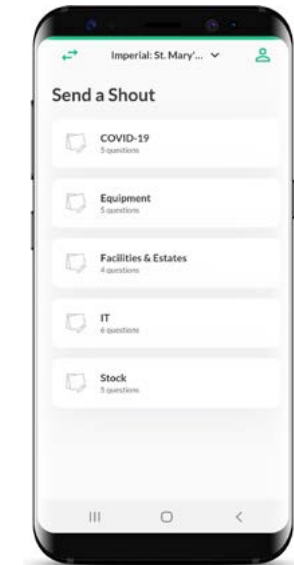 Imperial: St. Mary'...
Send a Shout
COVID-19
5 questions
Equipment
5 questions
Facilities & Estates
4 questions
IT
6 questions
Stock
5 questions